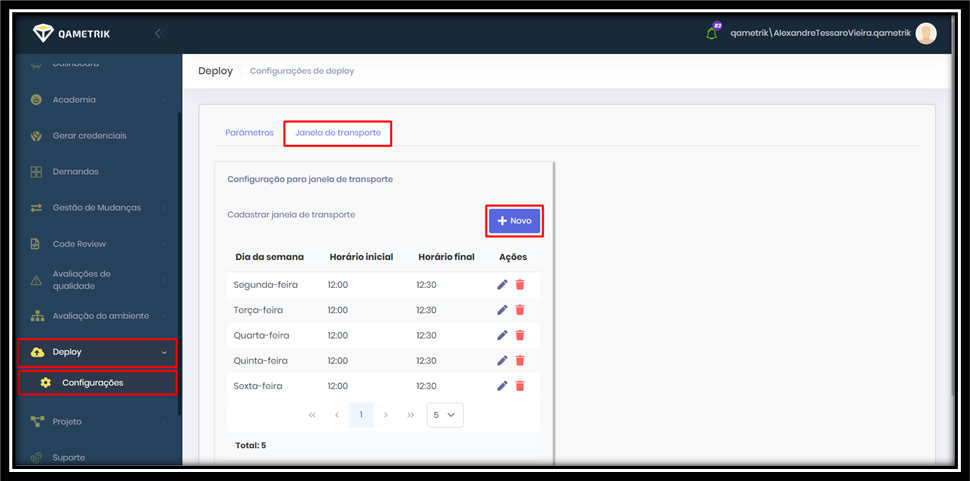 QAMETRIK
83
qametrik\AlexandreTessaroVieira.qametrik
Dashboard
Academia
Gerar credenciais
Demandas
Gestão de Mudanças
Code Review
Avaliações de
qualidade
Avaliação do ambiente
Deploy
Configurações
Projeto
Suporte
Deploy
Configurações de deploy
Parâmetros
Janela de transporte
Configuração para janela de transporte
Cadastrar janela de transporte
Novo
Dia da semana Horário inicial Horário final Ações
Segunda-feira 12:00 12:30
Terça-feira 12:00 12:30
Quarta-feira 12:00 12:30
Quinta-feira 12:00 12:30
Sexta-feira 12:00 12:30
« ‹ 1 › » 5
Total: 5